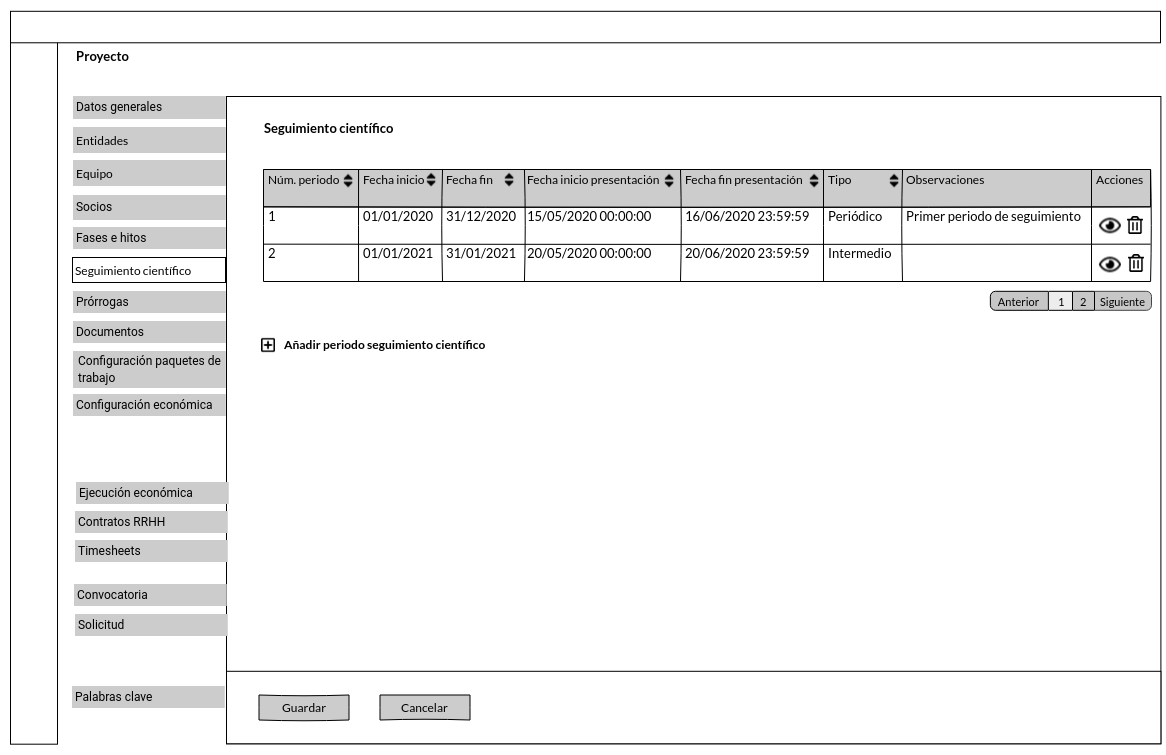 Proyecto
Datos generales
Entidades
Equipo
Socios
Fases e hitos
Seguimiento científico
Prórrogas
Documentos
Configuración paquetes de
trabajo
Configuración económica
Ejecución económica
Contratos RRHH
Timesheets
Convocatoria
Solicitud
Palabras clave
Seguimiento científico
Núm. periodo Fecha inicio Fecha fin Fecha inicio presentación Fecha fin presentación Tipo Observaciones Acciones
1 01/01/2020 31/12/2020 15/05/2020 00:00:00 16/06/2020 23:59:59 Periódico Primer periodo de seguimiento
2 01/01/2021 31/01/2021 20/05/2020 00:00:00 20/06/2020 23:59:59 Intermedio
Anterior 1 2 Siguiente
Añadir periodo seguimiento científico
Guardar Cancelar